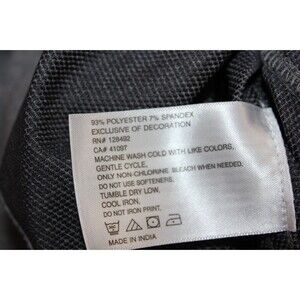 93% POLYESTER 7% SPANDEX
EXCLUSIVE OF DECORATION
RN# 128492
CA# 41097
MACHINE WASH COLD WITH LIKE COLORS,
GENTLE CYCLE.
ONLY NON-CHLORINE BLEACH WHEN NEEDED.
DO NOT USE SOFTENERS.
TUMBLE DRY LOW,
COOL IRON,
DO NOT IRON PRINT.
MADE IN INDIA